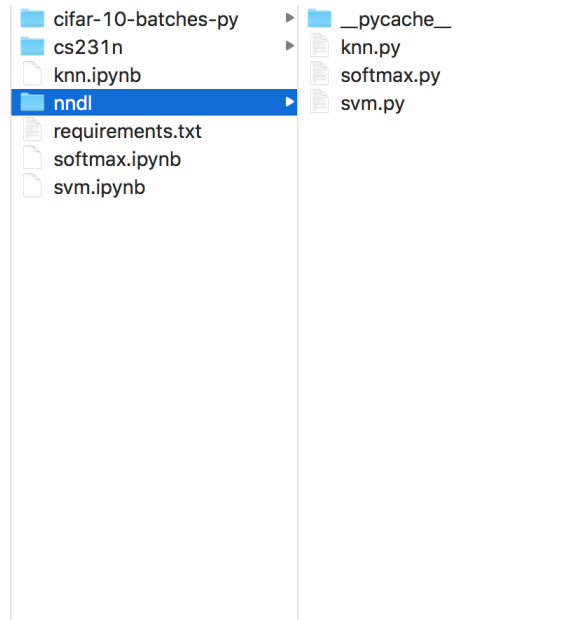 cifar-10-batches-py
cs231n
knn.ipynb
nndl
requirements.txt
softmax.ipynb
svm.ipynb
__pycache__
knn.py
softmax.py
svm.py